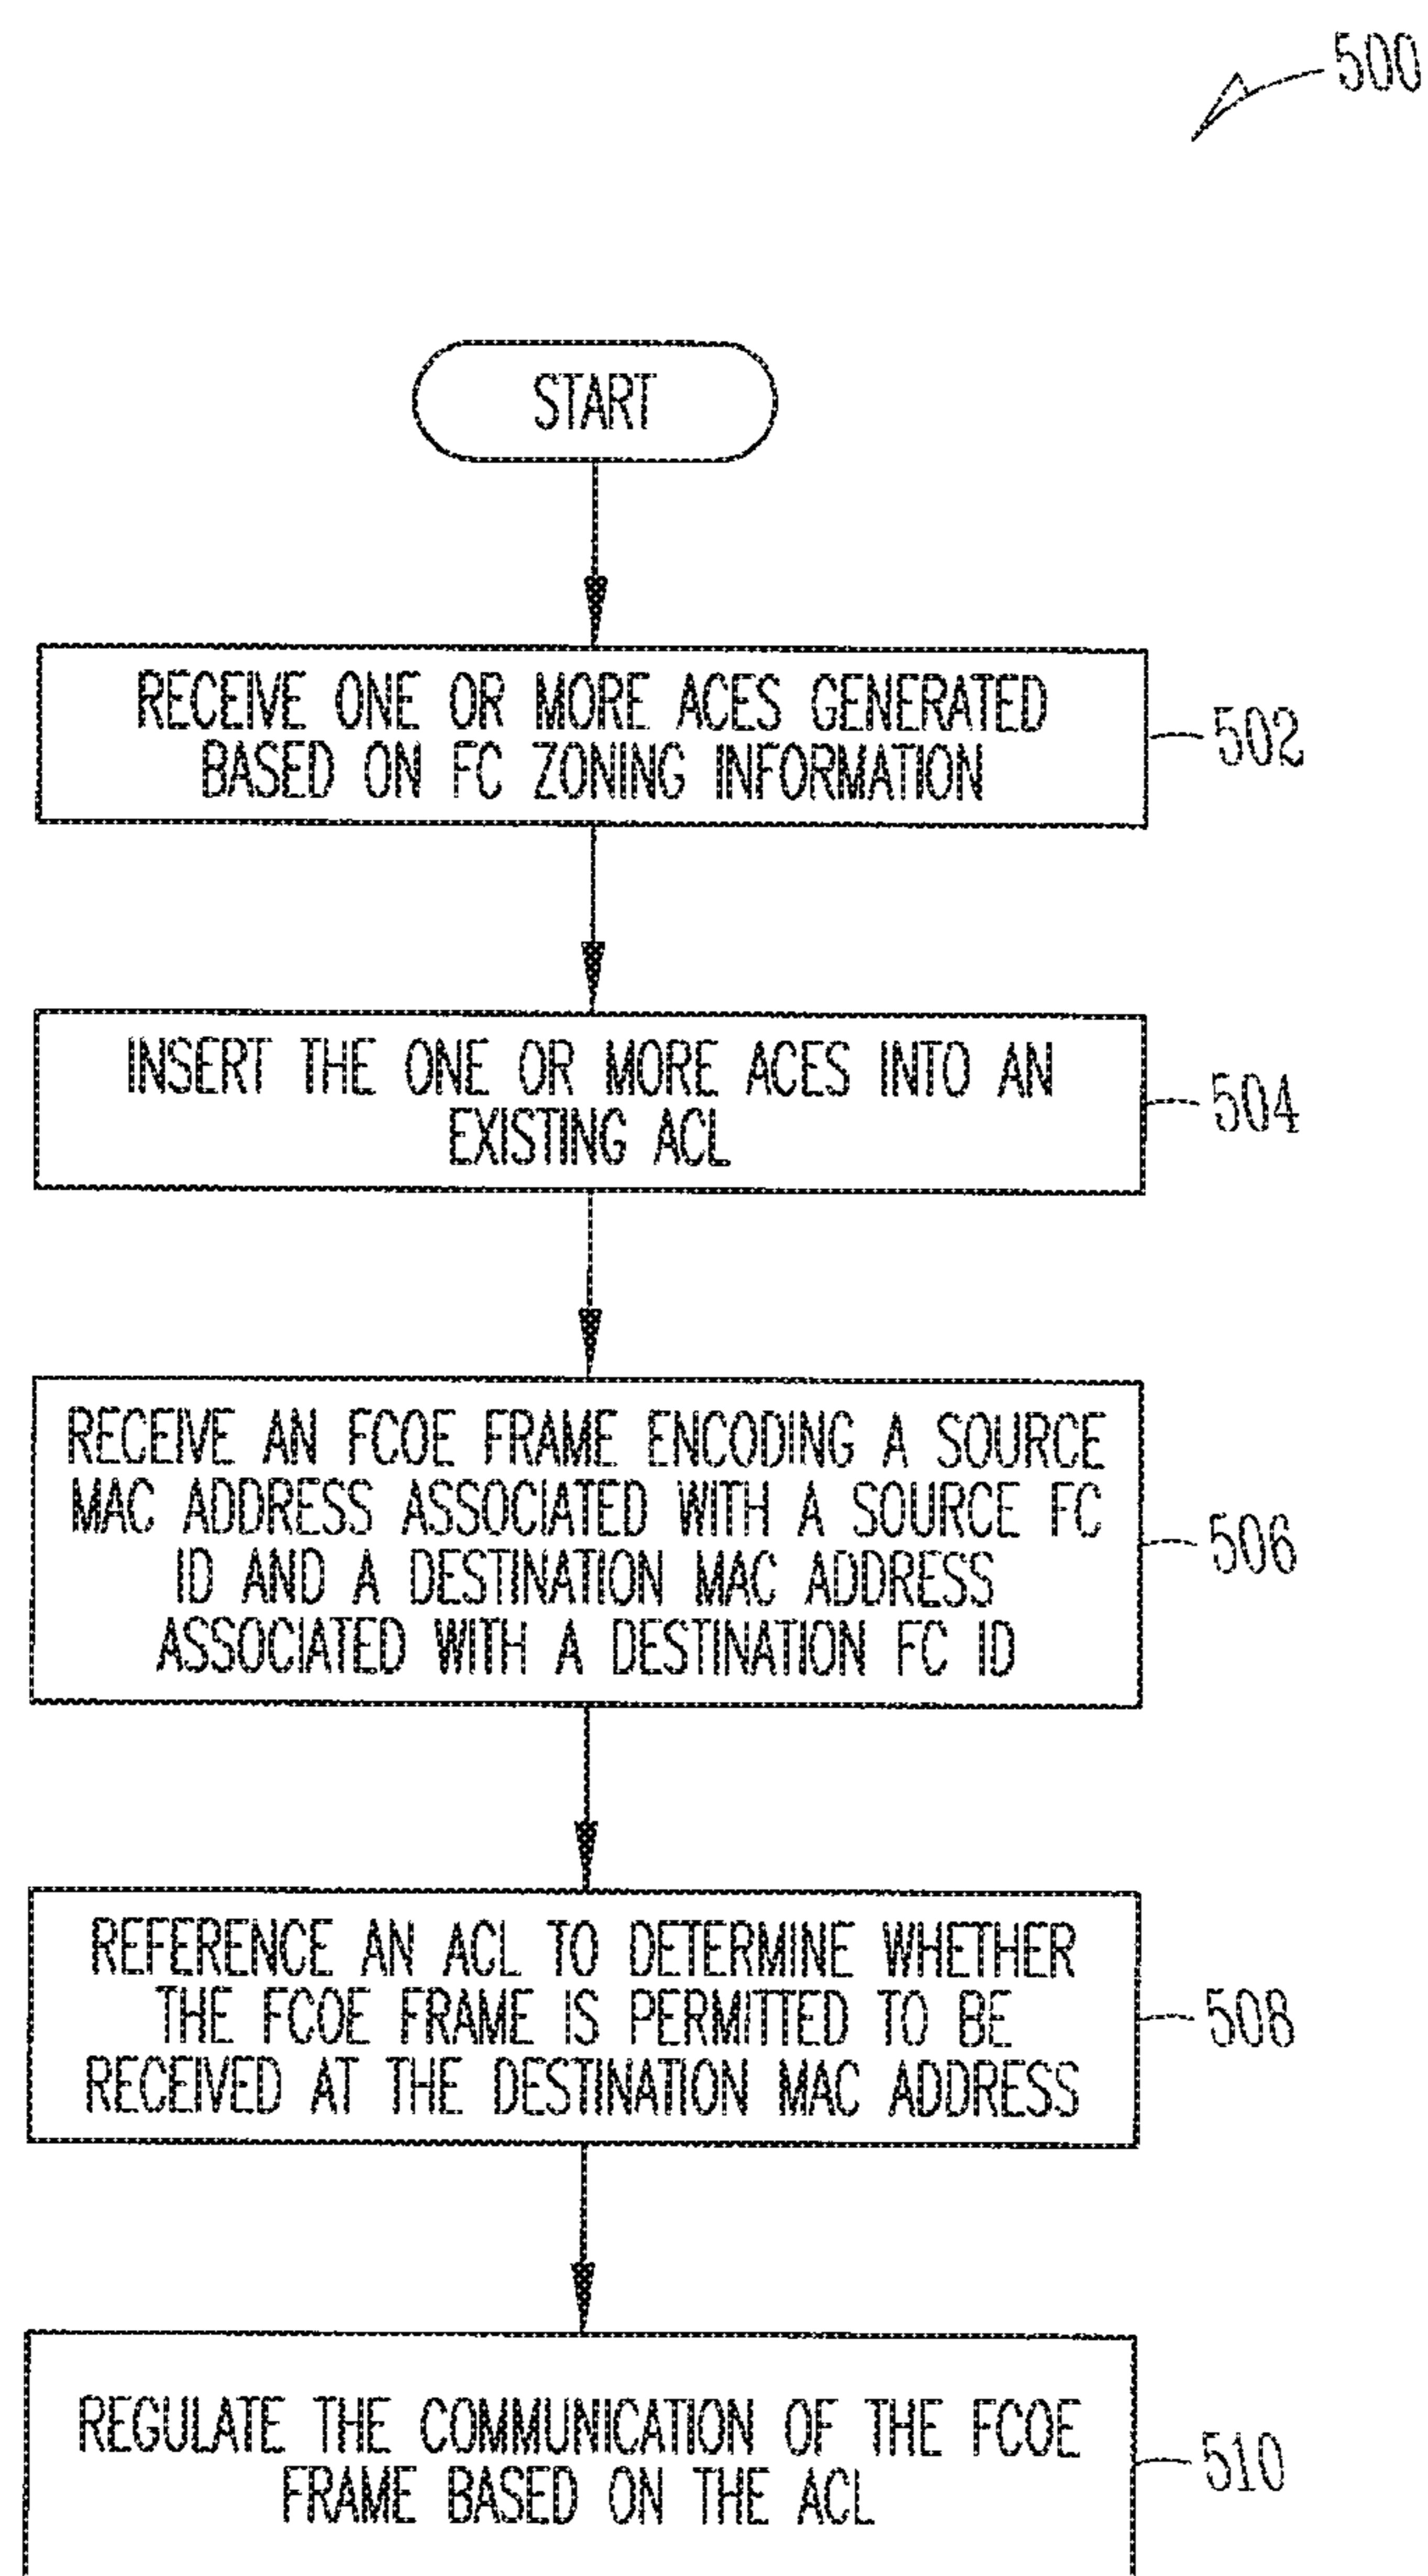 500
START
RECEIVE ONE OR MORE ACES GENERATED
BASED ON FC ZONING INFORMATION
502
INSERT THE ONE OR MORE ACES INTO AN
EXISTING ACL
504
RECEIVE AN FCOE FRAME ENCODING A SOURCE
MAC ADDRESS ASSOCIATED WITH A SOURCE FC
ID AND A DESTINATION MAC ADDRESS
ASSOCIATED WITH A DESTINATION FC ID
506
REFERENCE AN ACL TO DETERMINE WHETHER
THE FCOE FRAME IS PERMITTED TO BE
RECEIVED AT THE DESTINATION MAC ADDRESS
508
REGULATE THE COMMUNICATION OF THE FCOE
FRAME BASED ON THE ACL
510